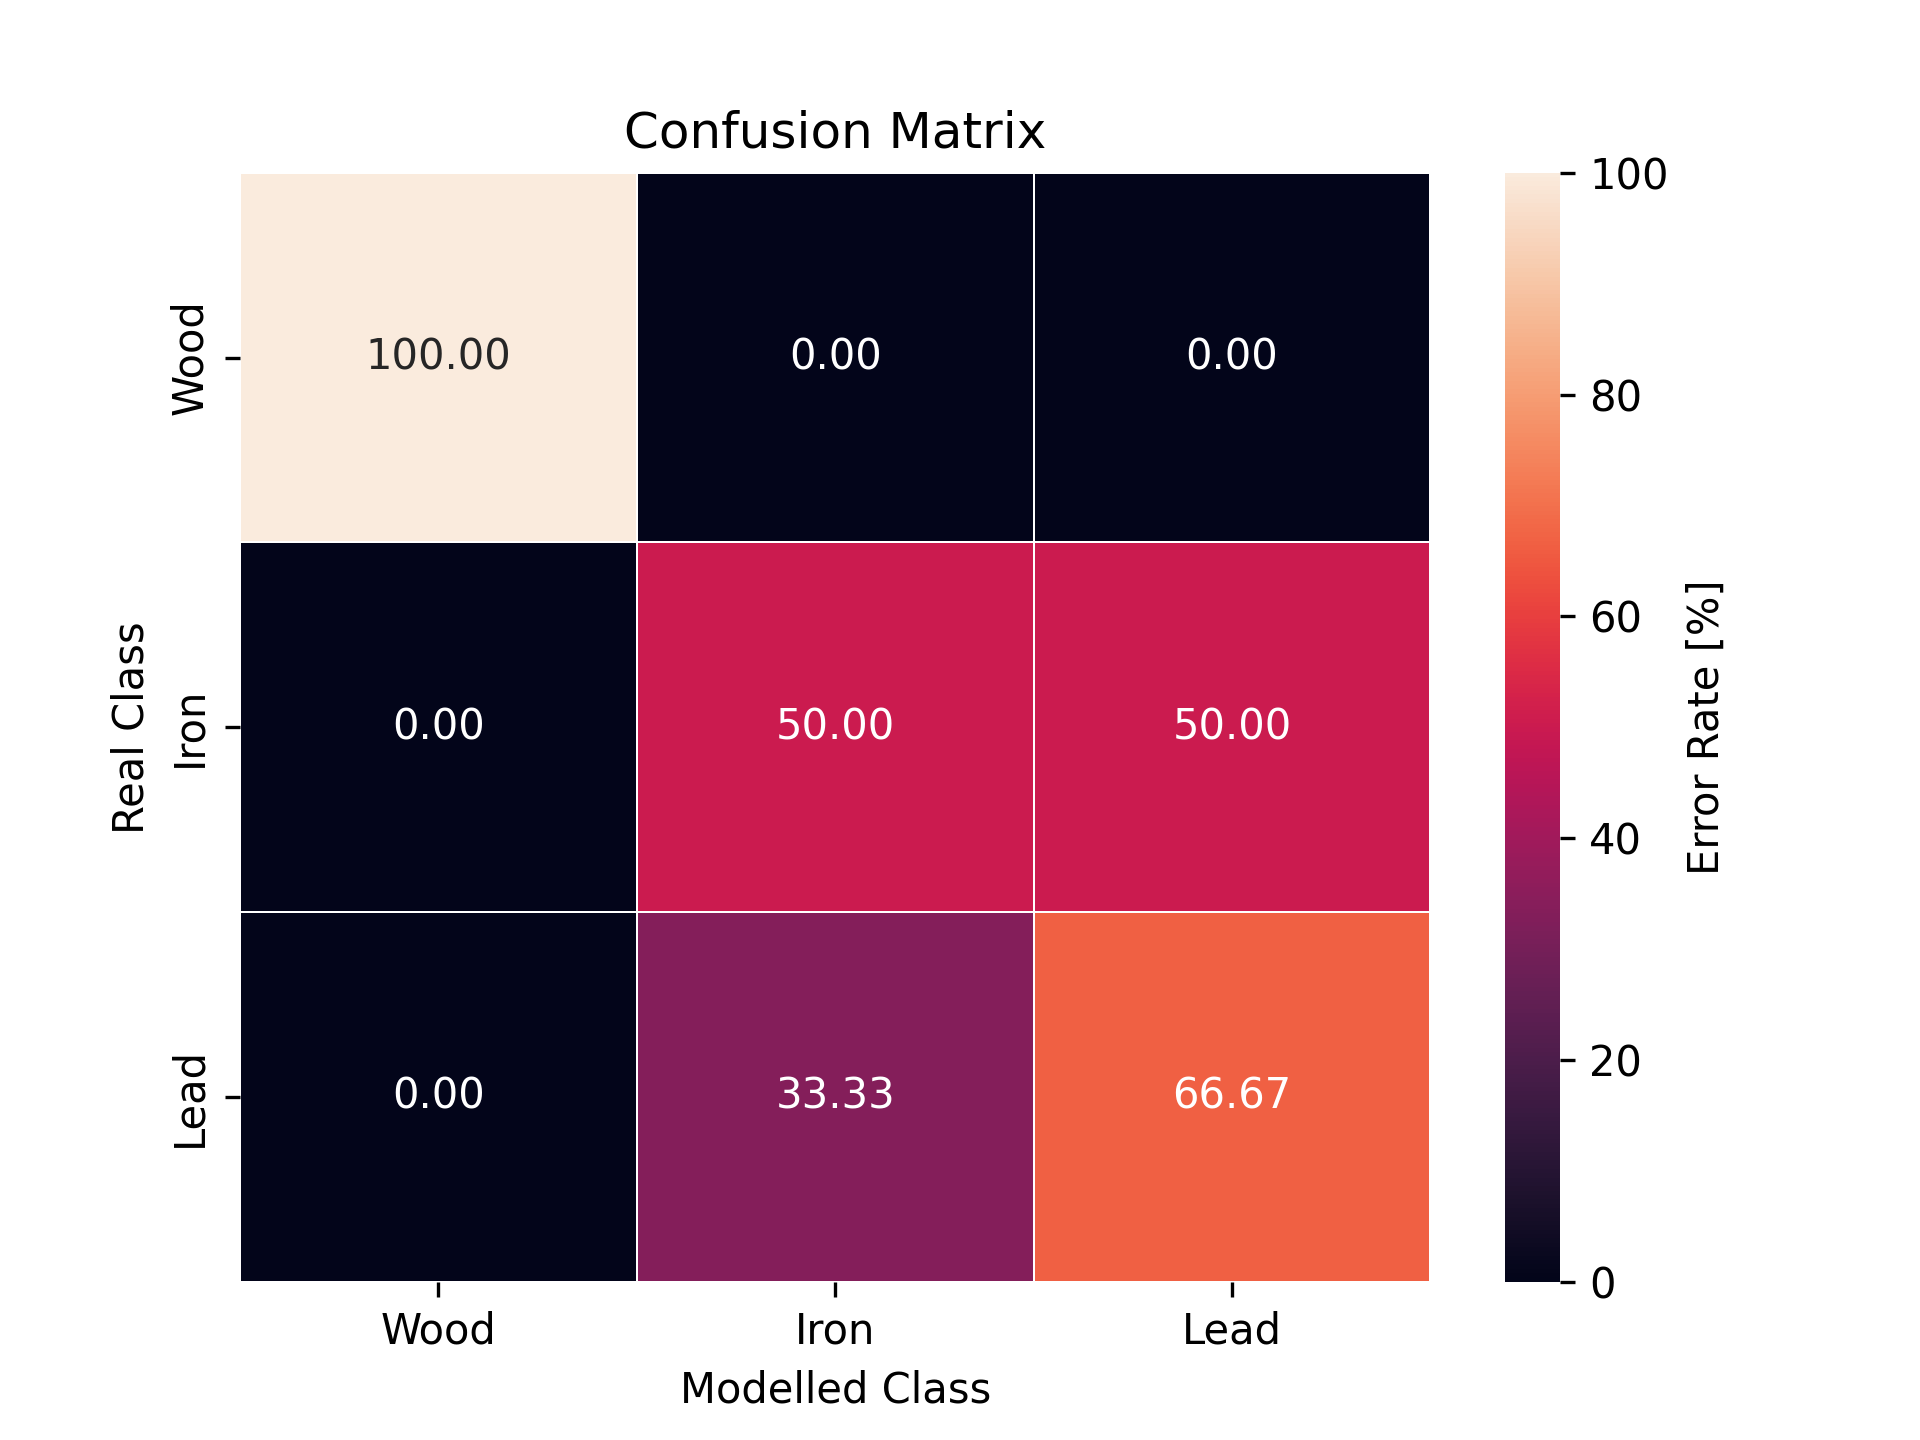 Confusion Matrix
Real Class
Wood
100.00 0.00 0.00
Iron
0.00 50.00 50.00
Lead
0.00 33.33 66.67
Wood Iron Lead
Modelled Class
100
80
60
40
20
0
Error Rate [%]